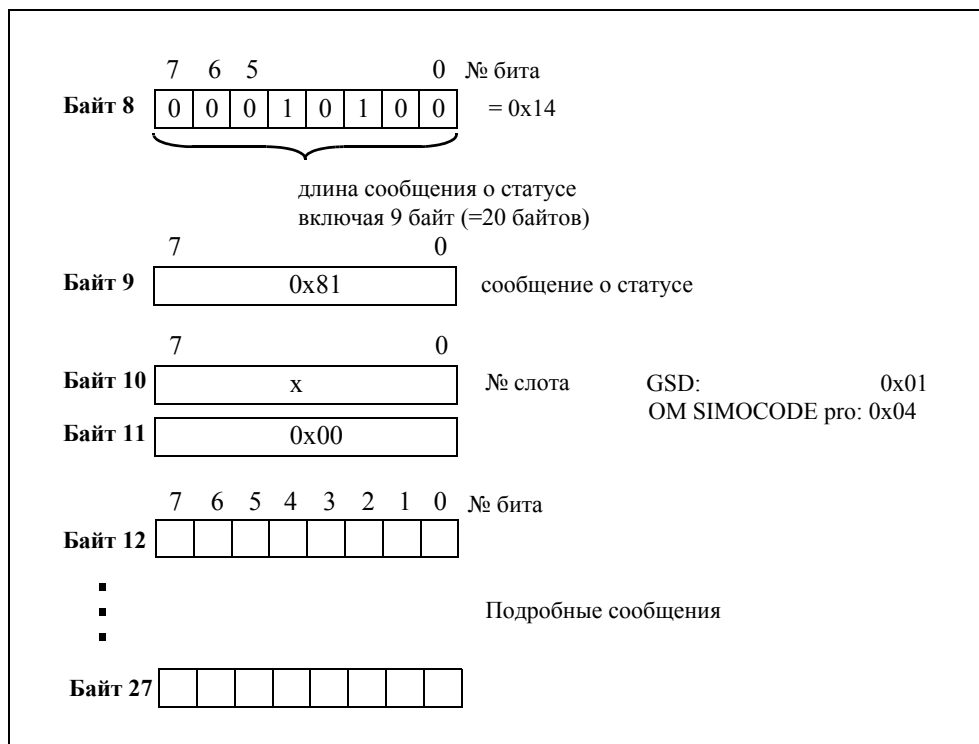 7 6 5 0 № бита
Байт 8 0 0 0 1 0 1 0 0 = 0x14
длина сообщения о статусе
включая 9 байт (=20 байтов)
7 0
Байт 9 0x81 сообщение о статусе
7 0
Байт 10 x № слота GSD: 0x01
OM SIMOCODE pro: 0x04
Байт 11 0x00
7 6 5 4 3 2 1 0 № бита
Байт 12
Подробные сообщения
Байт 27